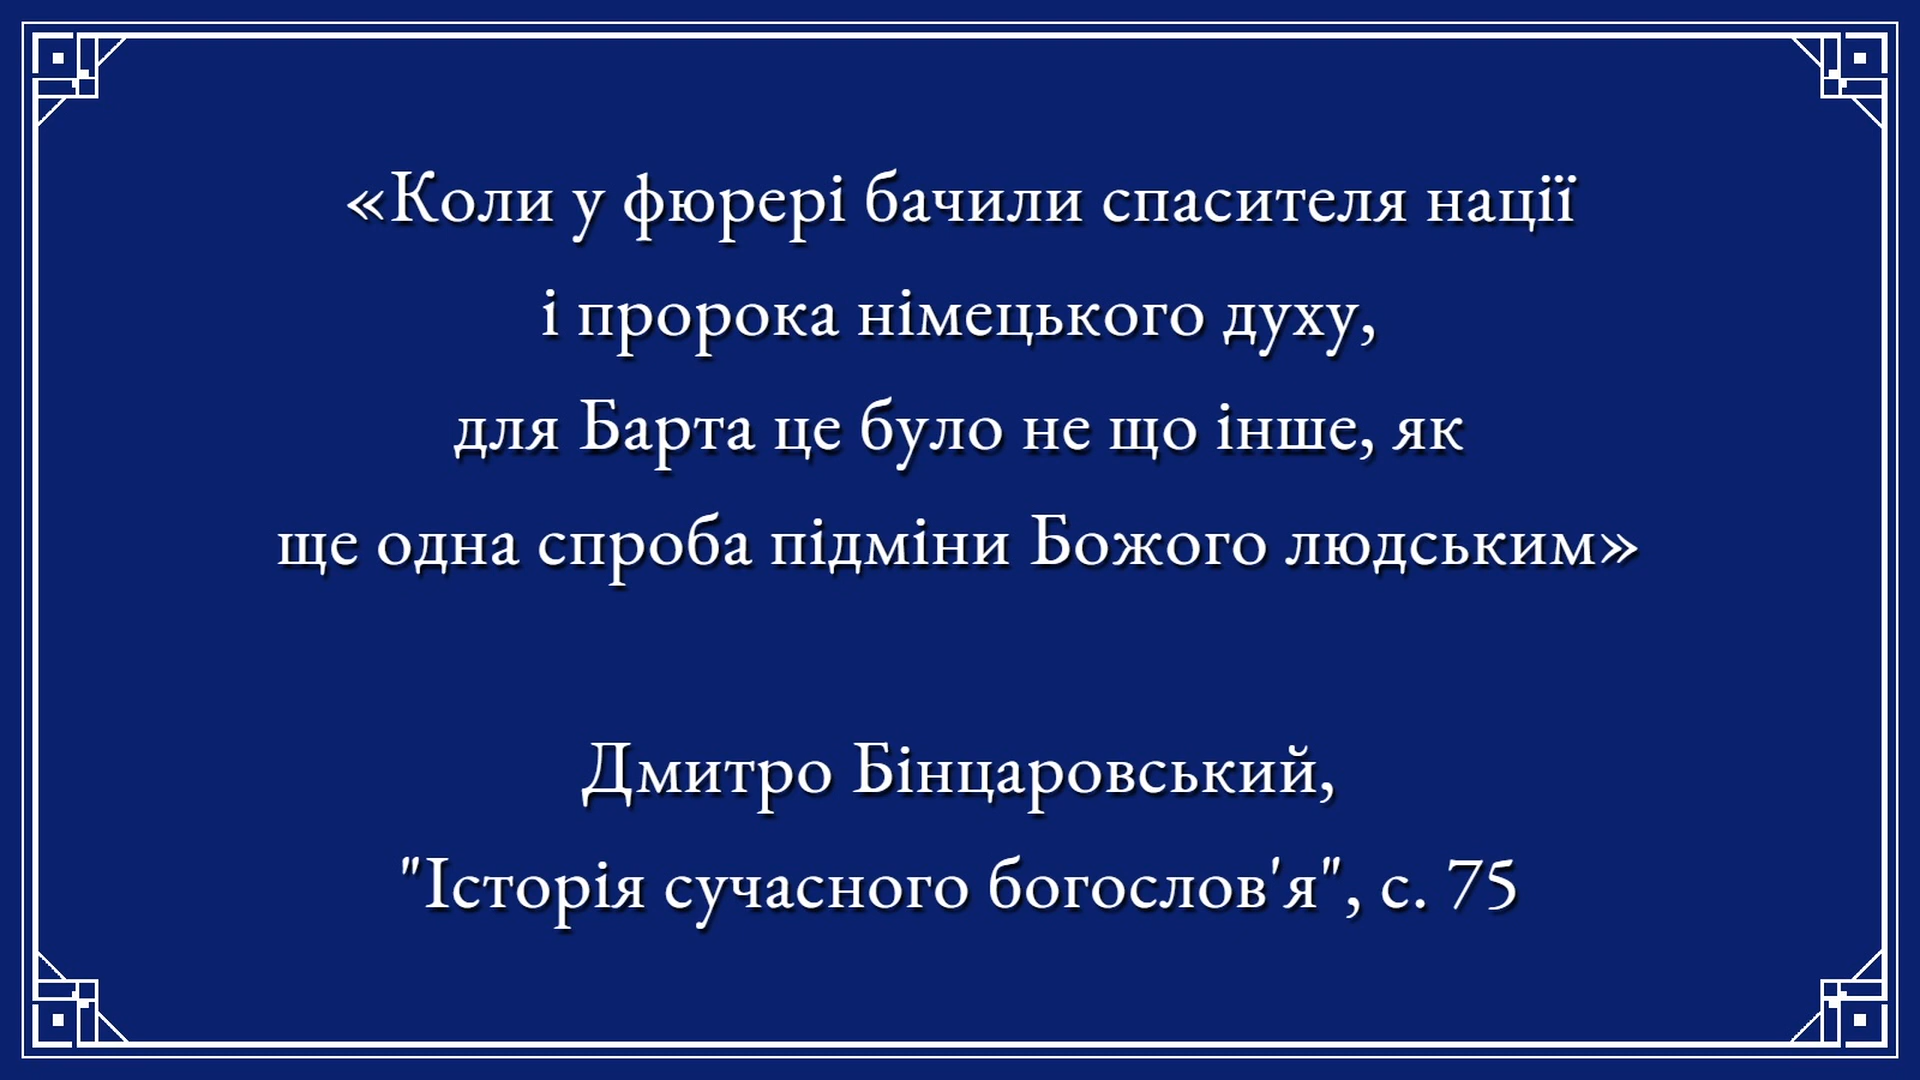 «Коли у фюрері бачили спасителя нації
і пророка німецького духу,
для Барта це було не що інше, як
ще одна спроба підміни Божого людським»
Дмитро Бінцаровський,
"Історія сучасного богослов'я", с. 75